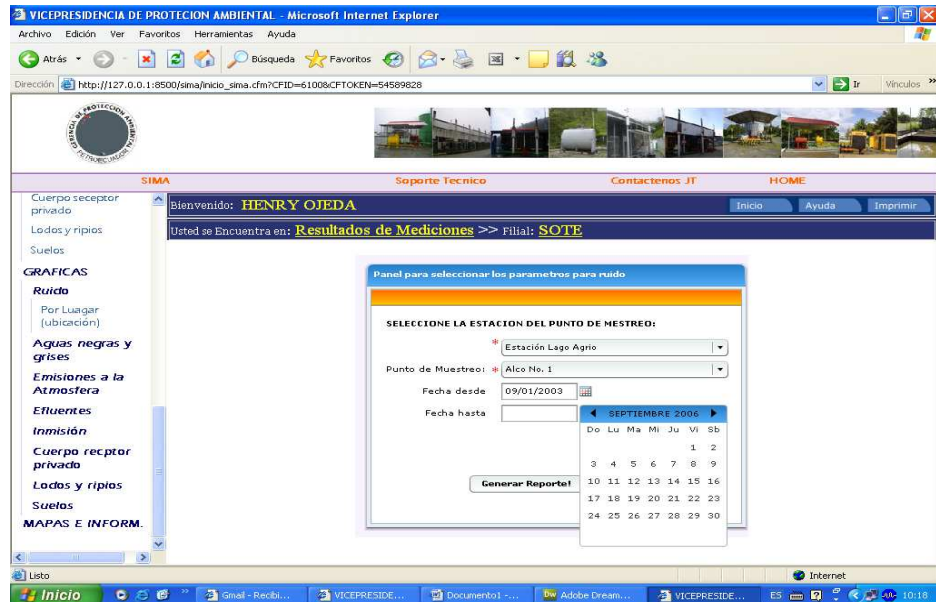 VICEPRESIDENCIA DE PROTECION AMBIENTAL - Microsoft Internet Explorer
Archivo Edición Ver Favoritos Herramientas Ayuda
Atrás Búsqueda Favoritos
Dirección http://127.0.0.1:8500/sima/inicio_sima.cfm?CFID=6100&CFTOKEN=54589828 Ir Vínculos »
GERENCIA DE PROTECCION AMBIENTAL
PETROECUADOR
SIMA Soporte Tecnico Contactenos JT HOME
Cuerpo seceptor
privado
Lodos y ripios
Suelos
GRAFICAS
Ruido
Por Luagar
(ubicación)
Aguas negras y
grises
Emisiones a la
Atmosfera
Efluentes
Inmisión
Cuerpo recptor
privado
Lodos y ripios
Suelos
MAPAS E INFORM.
Bienvenido: HENRY OJEDA Inicio Ayuda Imprimir
Usted se Encuentra en: Resultados de Mediciones >> Filial: SOTE
Panel para seleccionar los parametros para ruido
SELECCIONE LA ESTACION DEL PUNTO DE MESTREO:
* Estación Lago Agrio
Punto de Muestreo: * Alco No. 1
Fecha desde 09/01/2003
Fecha hasta
SEPTIEMBRE 2006
Do Lu Ma Mi Ju Vi Sb
1 2
3 4 5 6 7 8 9
10 11 12 13 14 15 16
17 18 19 20 21 22 23
24 25 26 27 28 29 30
Generar Reporte!
Listo Internet
Inicio » Gmail - Recibi... VICEPRESIDE... Documento1 -... Dw Adobe Dream... VICEPRESIDE... ES 10:18